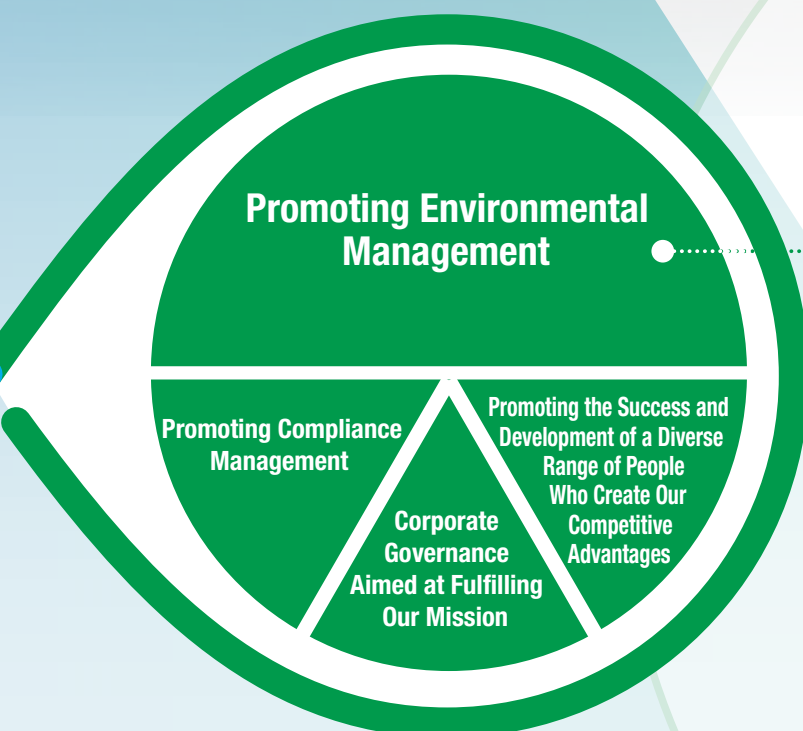 Promoting Environmental
Management
Promoting Compliance
Management
Corporate
Governance
Aimed at Fulfilling
Our Mission
Promoting the Success and
Development of a Diverse
Range of People
Who Create Our
Competitive
Advantages